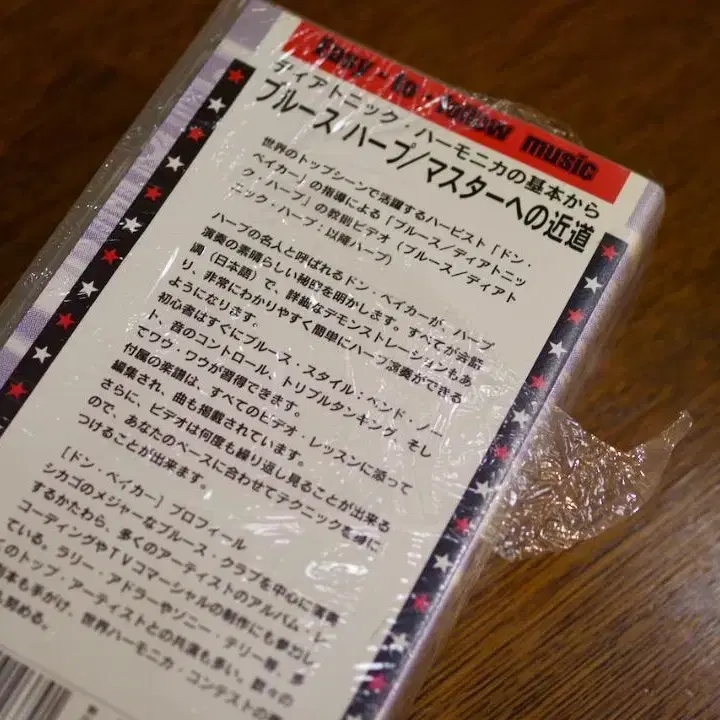 Easy・to・know music
ディアトニック・ハーモニカの基本から
ブルース ハープ/マスターへの近道
世界のトップシーンで活躍するハーピスト「ドン・
ベイカー」の指導による「ブルース/ディアトニッ
ク・ハープ」の教則ビデオ (ブルース/ディアト
ニック・ハープ:以降ハープ)
ハープの名人と呼ばれるドン・ベイカーが、ハープ
演奏の素晴らしい秘密を明かします。すべてが会話
調(日本語)で、詳細なデモンストレーションもあ
り、非常にわかりやすく簡単にハープ演奏ができる
ようになります。
初心者はすぐにブルース・スタイル・ベンド・ノー
ト、音のコントロール、トリプルタンキング、そし
てワウ・ワウが習得できます。
付属の楽譜は、すべてのビデオ・レッスンに添って
編集され、曲も掲載されています。
さらに、ビデオは何度も繰り返し見ることが出来る
ので、あなたのペースに合わせてテクニックを身に
つけることが出来ます。
[ドン・ベイカー] プロフィール
シカゴのメジャーなブルース・クラブを中心に演奏
するかたわら、多くのアーティストのアルバム・レ
コーディングやTVコマーシャルの制作にも参加し
ている。ラリー・アドラーやソニー・テリー等、多
くのトップ・アーティストとの共演も多い。数々の
本も手がけ、世界ハーモニカ・コンテストの
も努める。